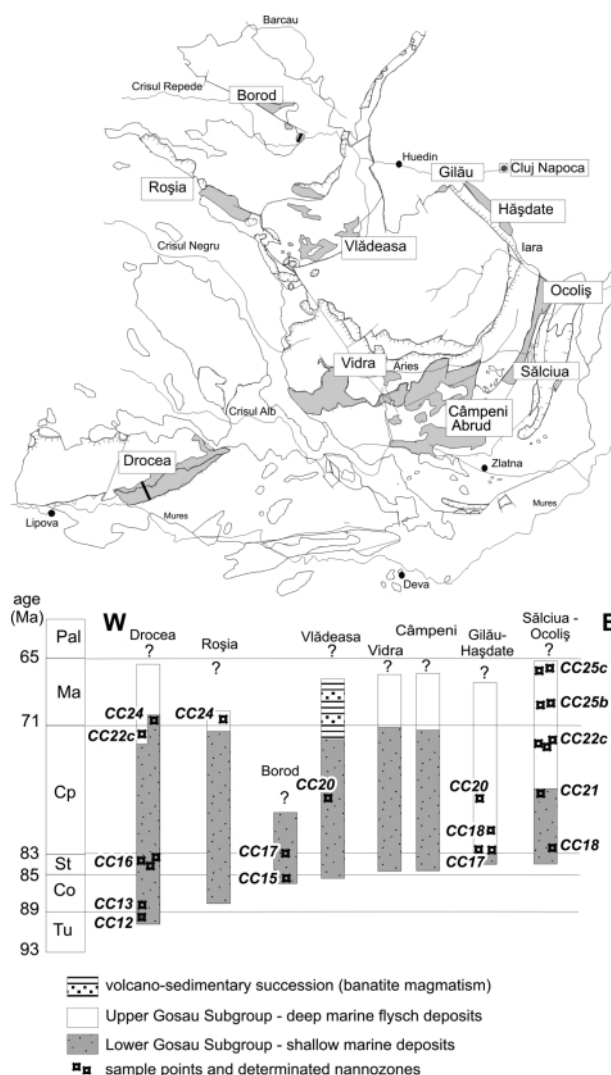 Barcau
Crisul Repede
Borod
Huedin
Cluj Napoca
Gilău
Roşia
Hăşdate
Crisul Negru
Vlădeasa
Iara
Ocoliş
Vidra
Aries
Sălciua
Crisul Alb
Câmpeni
Abrud
Drocea
Zlatna
Lipova
Mures
Mures
Deva
age
(Ma)
W
E
Pal
Drocea
?
Roşia
?
Vlădeasa
?
Vidra
?
Câmpeni
?
Gilău-
Haşdate
?
Sălciua -
Ocoliş
?
65
CC25c
Ma
CC24
CC24
CC25b
71
CC22c
CC22c
Cp
Borod
?
CC20
CC20
CC21
CC18
CC18
83
CC16
CC17
CC17
St
85
CC15
Co
CC13
89
CC12
Tu
93
volcano-sedimentary succession (banatite magmatism)
Upper Gosau Subgroup - deep marine flysch deposits
Lower Gosau Subgroup - shallow marine deposits
sample points and determinated nannozones